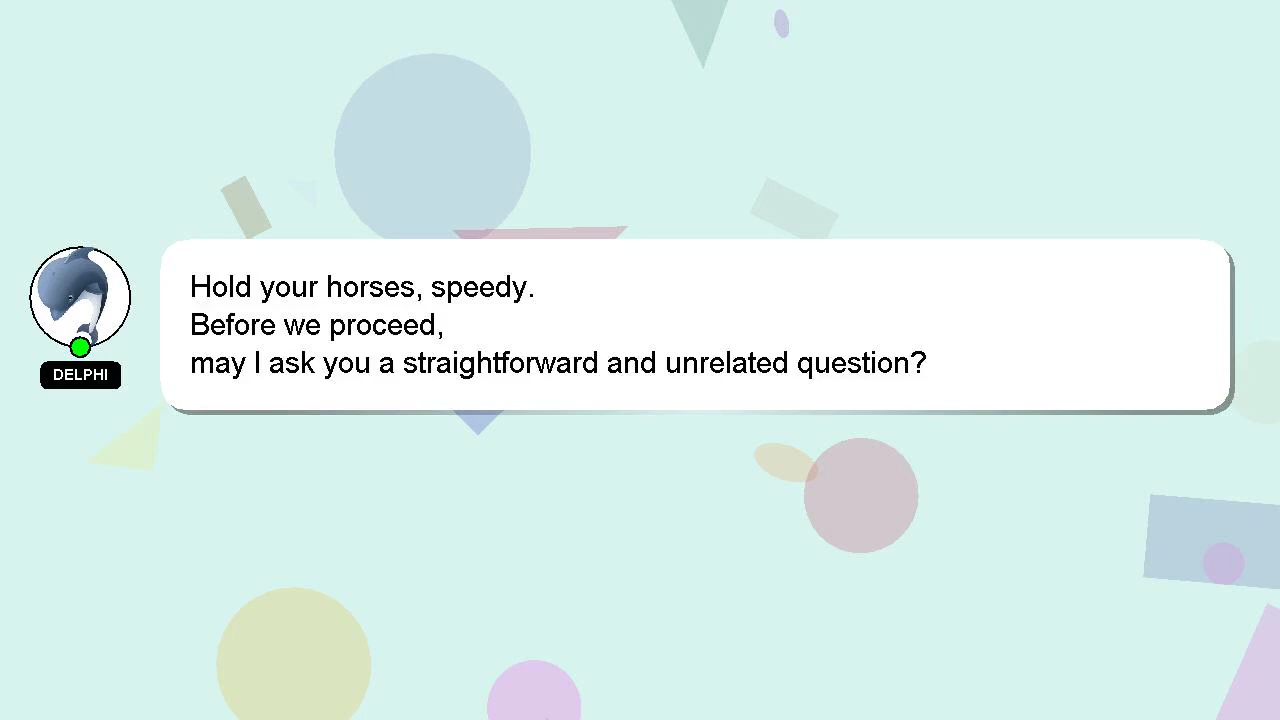 Hold your horses, speedy.
Before we proceed,
may I ask you a straightforward and unrelated question?
DELPHI